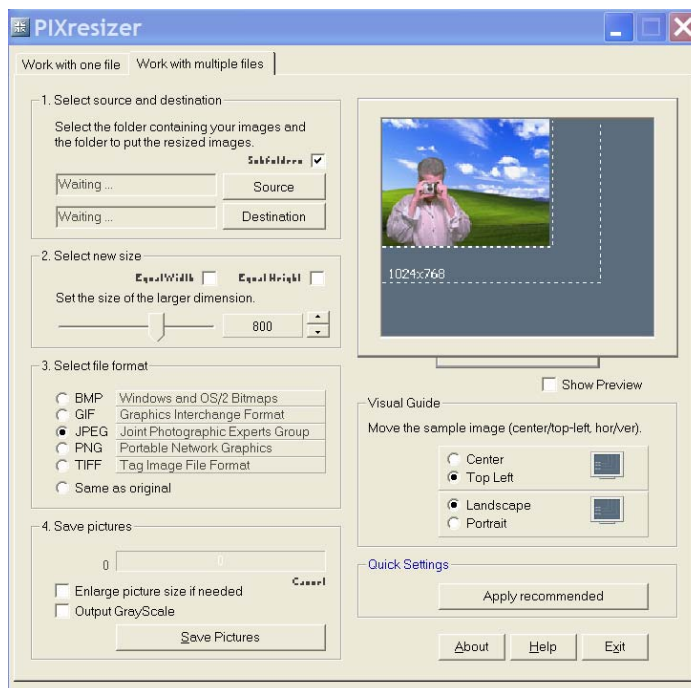 PIXresizer
Work with one file
Work with multiple files
1. Select source and destination
Select the folder containing your images and
the folder to put the resized images.
Subfolders
Waiting ...
Source
Waiting ...
Destination
2. Select new size
EqualWidth
EqualHeight
Set the size of the larger dimension.
800
3. Select file format
BMP Windows and OS/2 Bitmaps
GIF Graphics Interchange Format
JPEG Joint Photographic Experts Group
PNG Portable Network Graphics
TIFF Tag Image File Format
Same as original
4. Save pictures
0
0
Cancel
Enlarge picture size if needed
Output GrayScale
Save Pictures
1024x768
Show Preview
Visual Guide
Move the sample image (center/top-left, hor/ver).
Center
Top Left
Landscape
Portrait
Quick Settings
Apply recommended
About
Help
Exit